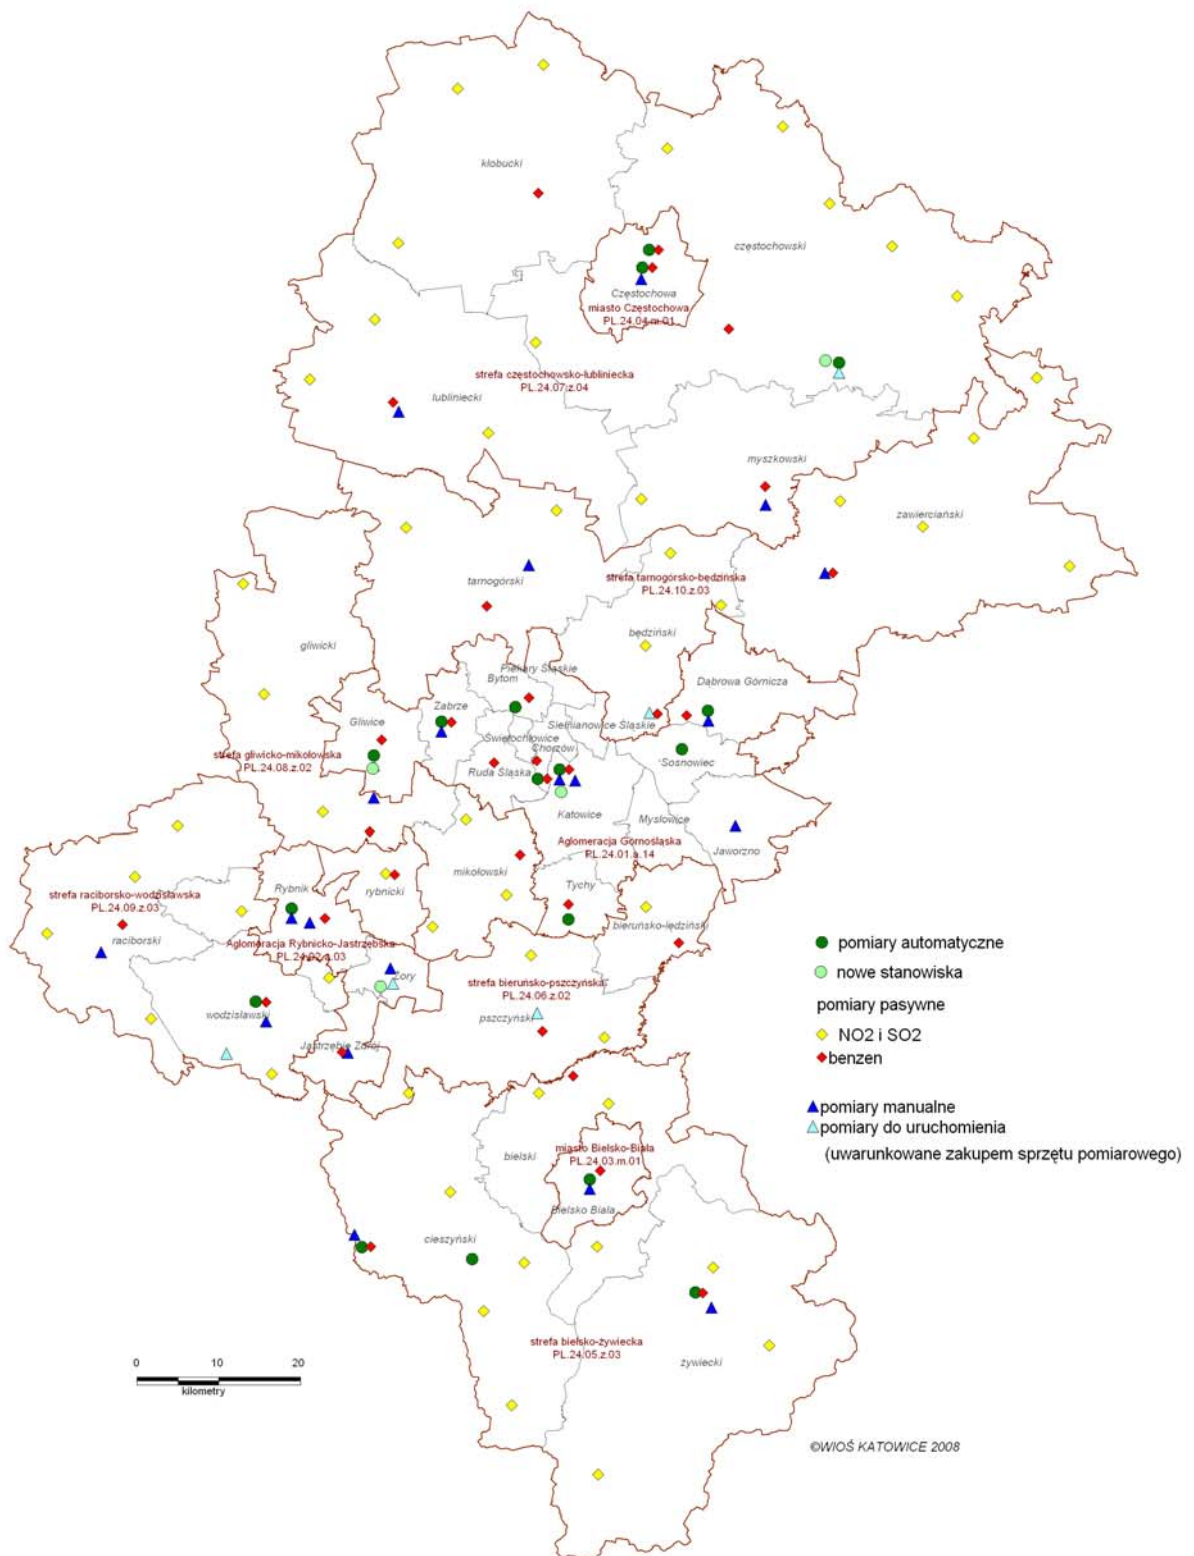 kłobucki
częstochowski
Częstochowa
miasto Częstochowa
PL.24.04.m.01
strefa częstochowsko-lubliniecka
PL.24.07.z.04
lubliniecki
myszkowski
zawierciański
tarnogórski
strefa tarnogórsko-będzińska
PL.24.10.z.03
będziński
gliwicki
Piekary Śląskie
Bytom
Dąbrowa Górnicza
Zabrze
Gliwice
Siemianowice Śląskie
Świętochłowice
Chorzów
strefa gliwicko-mikołowska
PL.24.08.z.02
Ruda Śląska
Sosnowiec
Katowice
Mysłowice
Jaworzno
Aglomeracja Górnośląska
PL.24.01.a.14
mikołowski
Tychy
Rybnik
rybnicki
strefa raciborsko-wodzisławska
PL.24.09.z.03
bieruńsko-lędziński
raciborski
Aglomeracja Rybnicko-Jastrzębska
PL.24.02.a.03
Żory
strefa bieruńsko-pszczyńska
PL.24.06.z.02
pszczyński
wodzisławski
Jastrzębie Zdrój
pomiary automatyczne
nowe stanowiska
pomiary pasywne
NO2 i SO2
benzen
pomiary manualne
pomiary do uruchomienia
(uwarunkowane zakupem sprzętu pomiarowego)
bielski
miasto Bielsko-Biała
PL.24.03.m.01
Bielsko Biala
cieszyński
strefa bielsko-żywiecka
PL.24.05.z.03
żywiecki
0 10 20
kilometry
©WIOŚ KATOWICE 2008